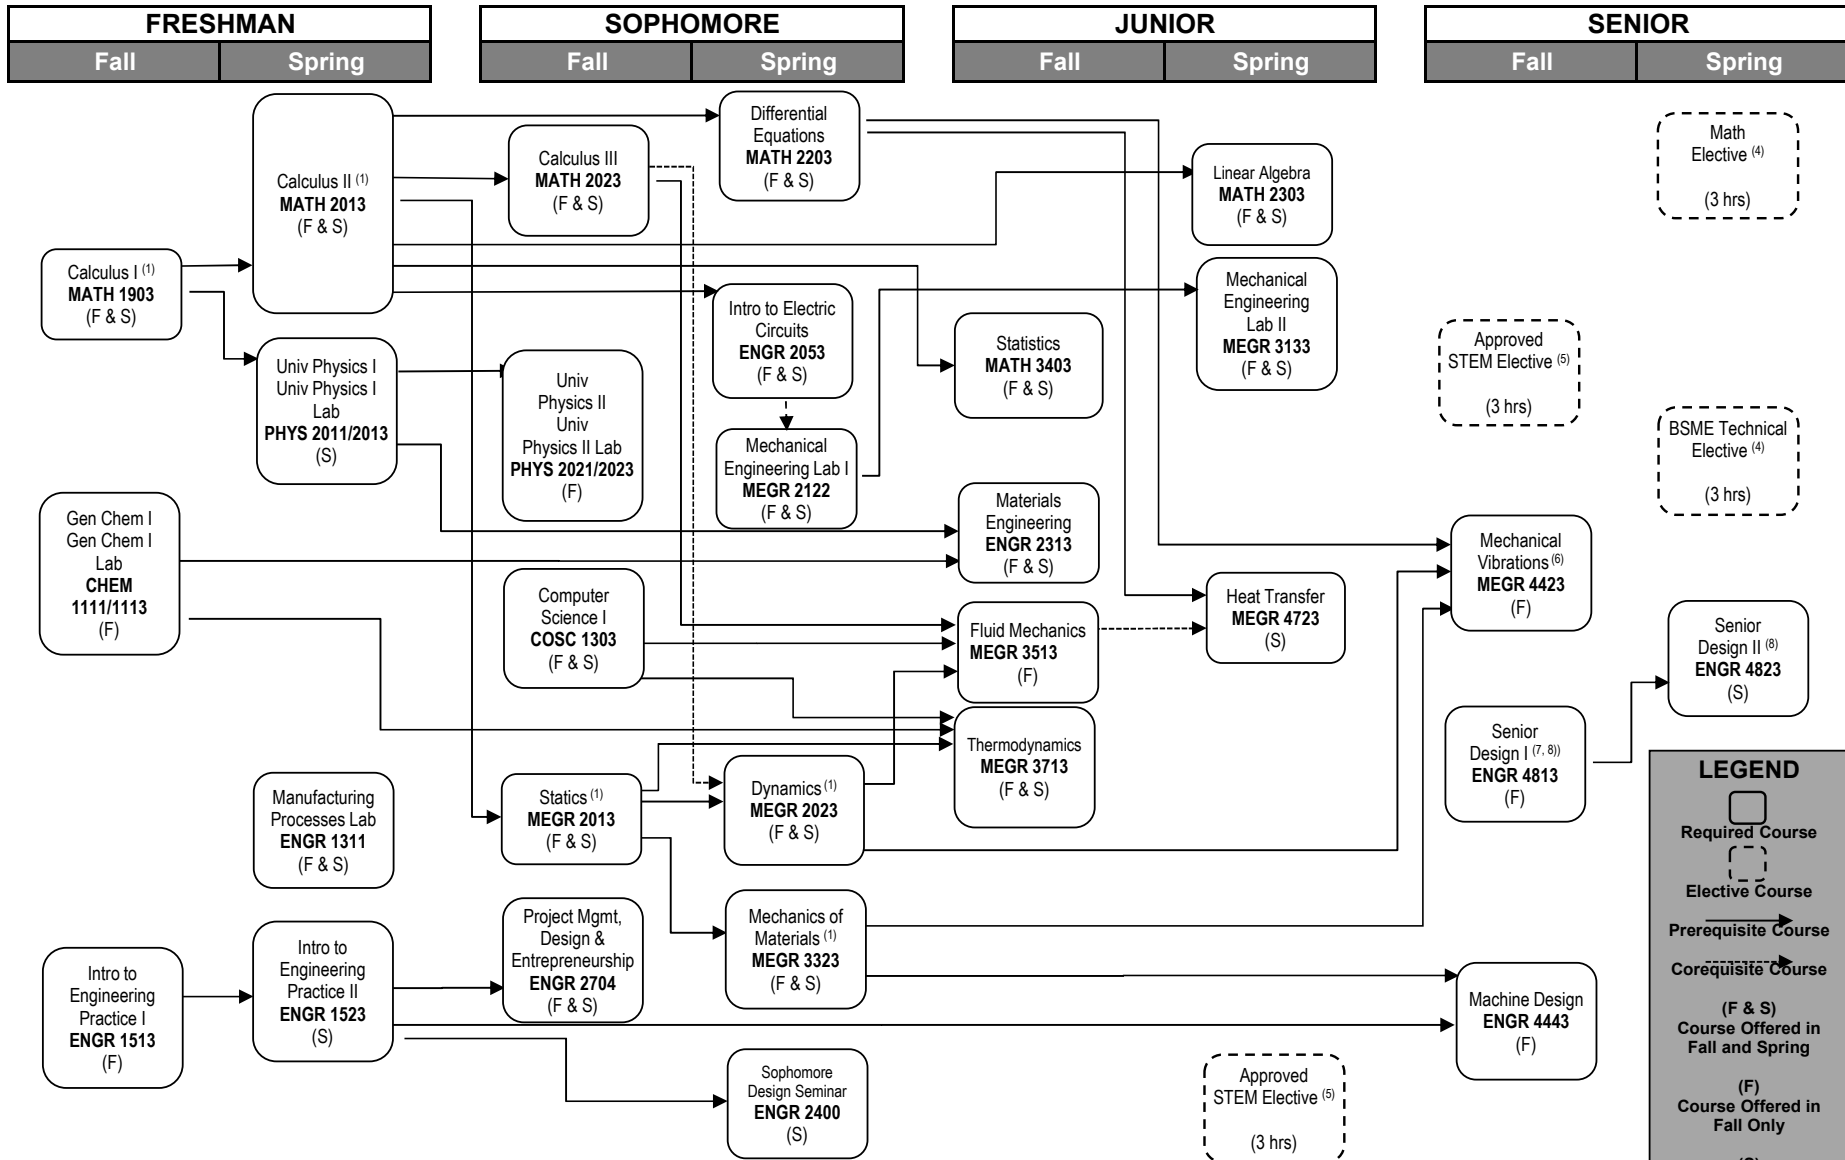 FRESHMAN
Fall
Spring
SOPHOMORE
Fall
Spring
JUNIOR
Fall
Spring
SENIOR
Fall
Spring
Calculus I (1)
MATH 1903
(F & S)
Gen Chem I
Gen Chem I
Lab
CHEM
1111/1113
(F)
Intro to
Engineering
Practice I
ENGR 1513
(F)
Calculus II (1)
MATH 2013
(F & S)
Univ Physics I
Univ Physics I
Lab
PHYS 2011/2013
(S)
Manufacturing
Processes Lab
ENGR 1311
(F & S)
Intro to
Engineering
Practice II
ENGR 1523
(S)
Calculus III
MATH 2023
(F & S)
Univ
Physics II
Univ
Physics II Lab
PHYS 2021/2023
(F)
Computer
Science I
COSC 1303
(F & S)
Statics (1)
MEGR 2013
(F & S)
Project Mgmt,
Design &
Entrepreneurship
ENGR 2704
(F & S)
Differential
Equations
MATH 2203
(F & S)
Intro to Electric
Circuits
ENGR 2053
(F & S)
Mechanical
Engineering Lab I
MEGR 2122
(F & S)
Dynamics (1)
MEGR 2023
(F & S)
Mechanics of
Materials (1)
MEGR 3323
(F & S)
Sophomore
Design Seminar
ENGR 2400
(S)
Statistics
MATH 3403
(F & S)
Materials
Engineering
ENGR 2313
(F & S)
Fluid Mechanics
MEGR 3513
(F)
Thermodynamics
MEGR 3713
(F & S)
Linear Algebra
MATH 2303
(F & S)
Mechanical
Engineering
Lab II
MEGR 3133
(F & S)
Heat Transfer
MEGR 4723
(S)
Approved
STEM Elective (5)
(3 hrs)
Approved
STEM Elective (5)
(3 hrs)
Mechanical
Vibrations (6)
MEGR 4423
(F)
Senior
Design I (7, 8))
ENGR 4813
(F)
Machine Design
ENGR 4443
(F)
Math
Elective (4)
(3 hrs)
BSME Technical
Elective (4)
(3 hrs)
Senior
Design II (8)
ENGR 4823
(S)
LEGEND
Required Course
Elective Course
Prerequisite Course
Corequisite Course
(F & S)
Course Offered in
Fall and Spring
(F)
Course Offered in
Fall Only